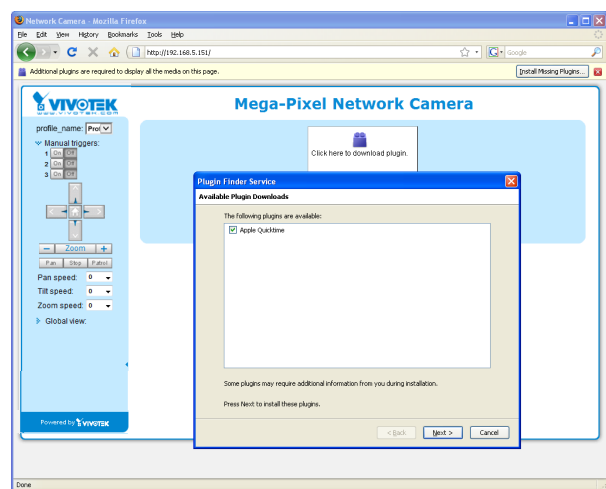 Network Camera - Mozilla Firefox
File Edit View History Bookmarks Tools Help
http://192.168.5.151/
Google
Additional plugins are required to display all the media on this page.
Install Missing Plugins...
VIVOTEK
Mega-Pixel Network Camera
profile_name: Prof
Manual triggers:
1 On Off
2 On Off
3 On Off
Click here to download plugin.
Zoom
Pan Stop Patrol
Pan speed: 0
Tilt speed: 0
Zoom speed: 0
Global view:
Powered by VIVOTEK
Plugin Finder Service
Available Plugin Downloads
The following plugins are available:
Apple Quicktime
Some plugins may require additional information from you during installation.
Press Next to install these plugins.
< Back Next > Cancel
Done